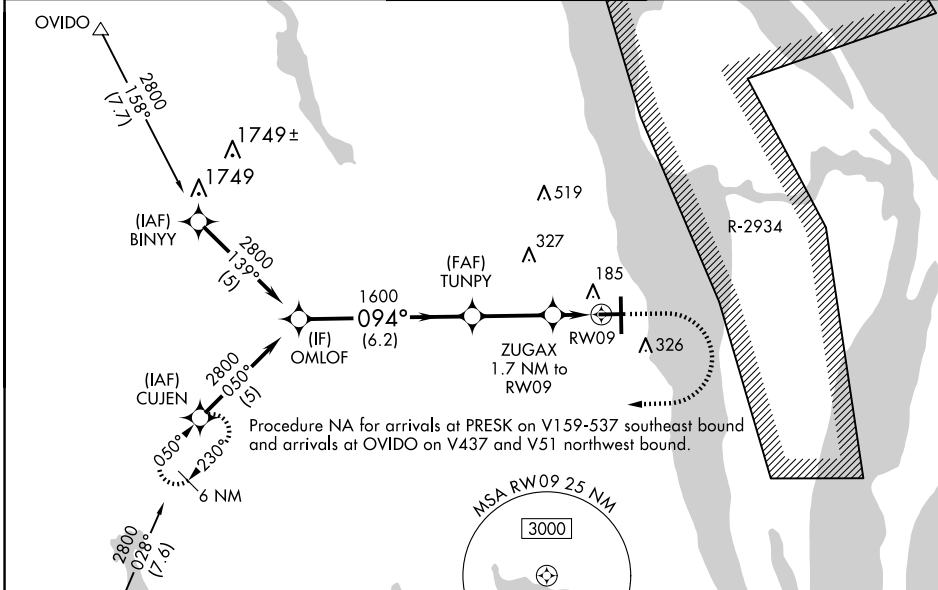 OVIDO
2800
158°
(7.7)
1749±
1749
(IAF)
BINYY
2800
139°
(5)
519
327
R-2934
(FAF)
TUNPY
185
1600
094°
(6.2)
(IF)
OMLOF
RW09
ZUGAX
1.7 NM to
RW09
326
(IAF)
CUJEN
2800
050°
(5)
Procedure NA for arrivals at PRESK on V159-537 southeast bound
and arrivals at OVIDO on V437 and V51 northwest bound.
050°
230°
6 NM
2800
028°
(7.6)
MSA RW09 25 NM
3000